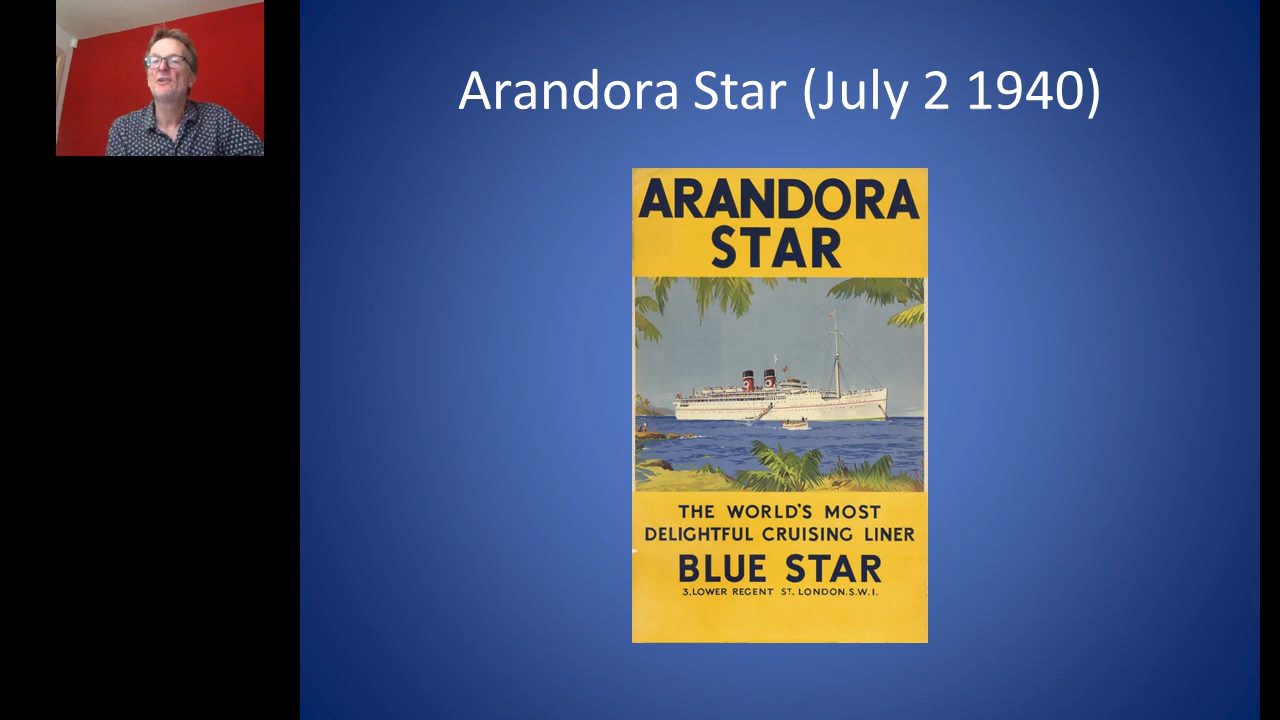 Arandora Star (July 2 1940)
ARANDORA
STAR
THE WORLD'S MOST
DELIGHTFUL CRUISING LINER
BLUE STAR
3, LOWER REGENT ST. LONDON.S.W.1.